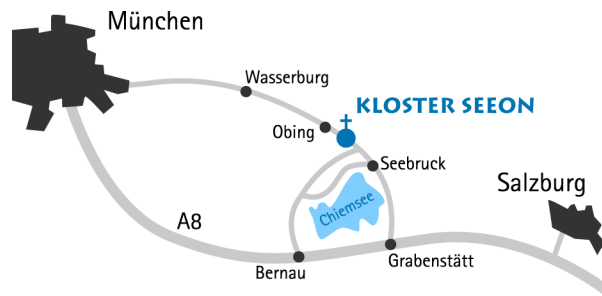 München
Wasserburg
KLOSTER SEEON
Obing
Seebruck
Salzburg
Chiemsee
A8
Grabenstätt
Bernau